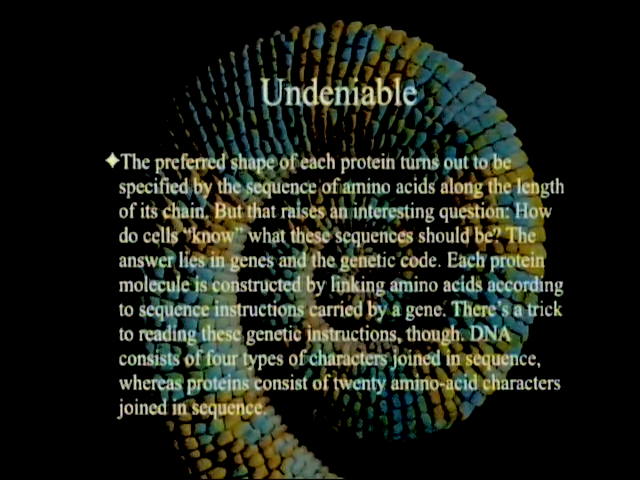 Undeniable
The preferred shape of each protein turns out to be
specified by the sequence of amino acids along the length
of its chain. But that raises an interesting question: How
do cells “know” what these sequences should be? The
answer lies in genes and the genetic code. Each protein
molecule is constructed by linking amino acids according
to sequence instructions carried by a gene. There’s a trick
to reading these genetic instructions, though. DNA
consists of four types of characters joined in sequence,
whereas proteins consist of twenty amino-acid characters
joined in sequence.